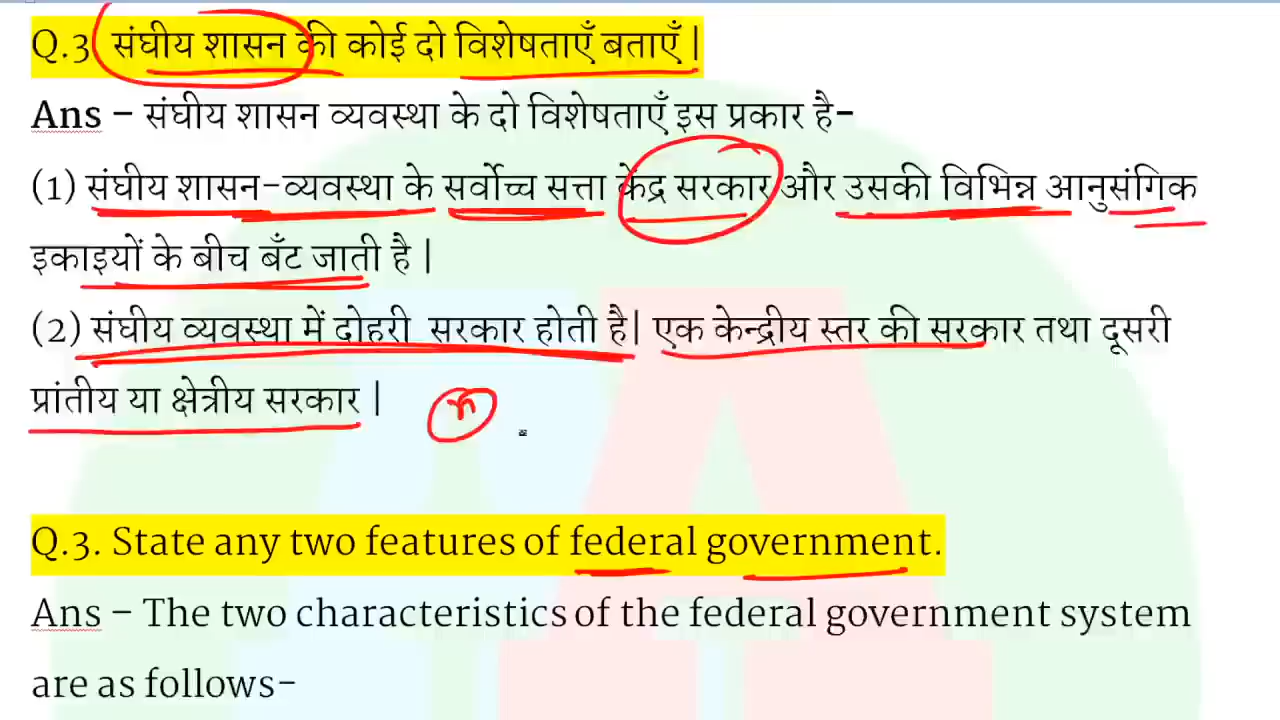 Q.3 संघीय शासन की कोई दो विशेषताएँ बताएँ |
Ans – संघीय शासन व्यवस्था के दो विशेषताएँ इस प्रकार है-
(1) संघीय शासन-व्यवस्था के सर्वोच्च सत्ता केद्र सरकार और उसकी विभिन्न आनुसंगिक
इकाइयों के बीच बँट जाती है |
(2) संघीय व्यवस्था में दोहरी सरकार होती है| एक केन्द्रीय स्तर की सरकार तथा दूसरी
प्रांतीय या क्षेत्रीय सरकार |
Q.3. State any two features of federal government.
Ans – The two characteristics of the federal government system
are as follows-